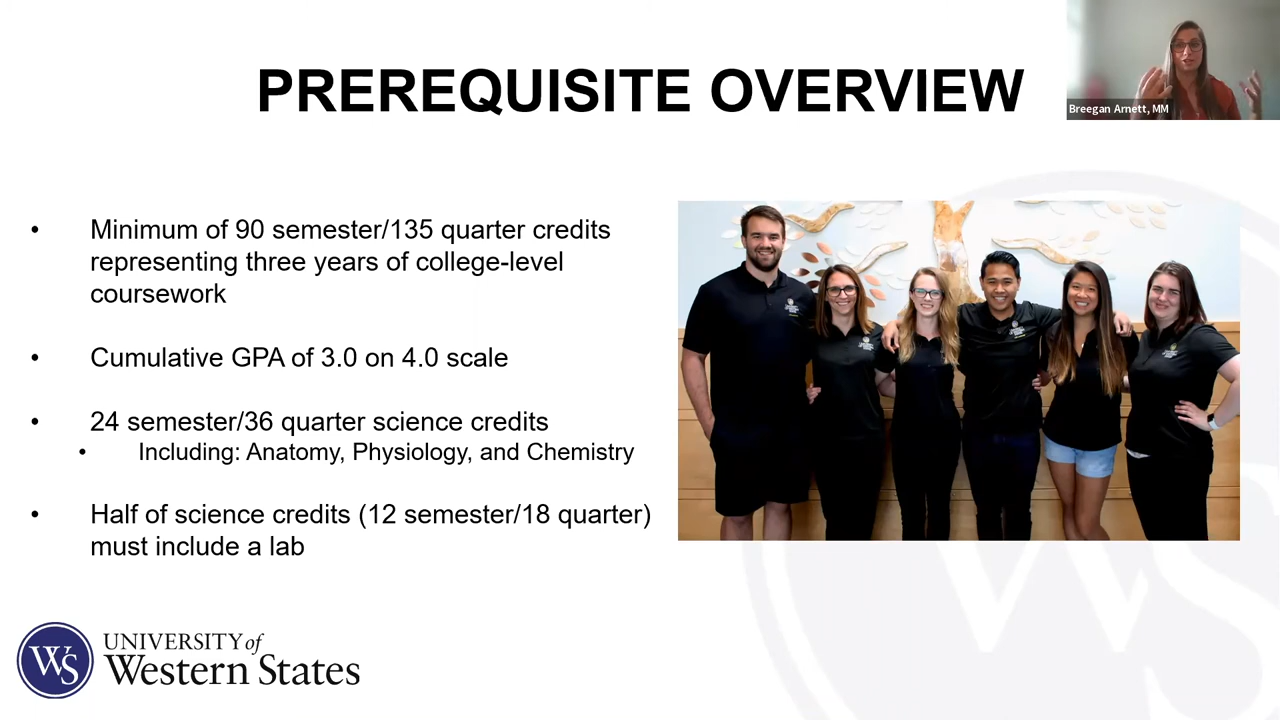 PREREQUISITE OVERVIEW
Breegan Arnett, MM
• Minimum of 90 semester/135 quarter credits
representing three years of college-level
coursework
• Cumulative GPA of 3.0 on 4.0 scale
• 24 semester/36 quarter science credits
• Including: Anatomy, Physiology, and Chemistry
• Half of science credits (12 semester/18 quarter)
must include a lab
WS
UNIVERSITY of
Western States